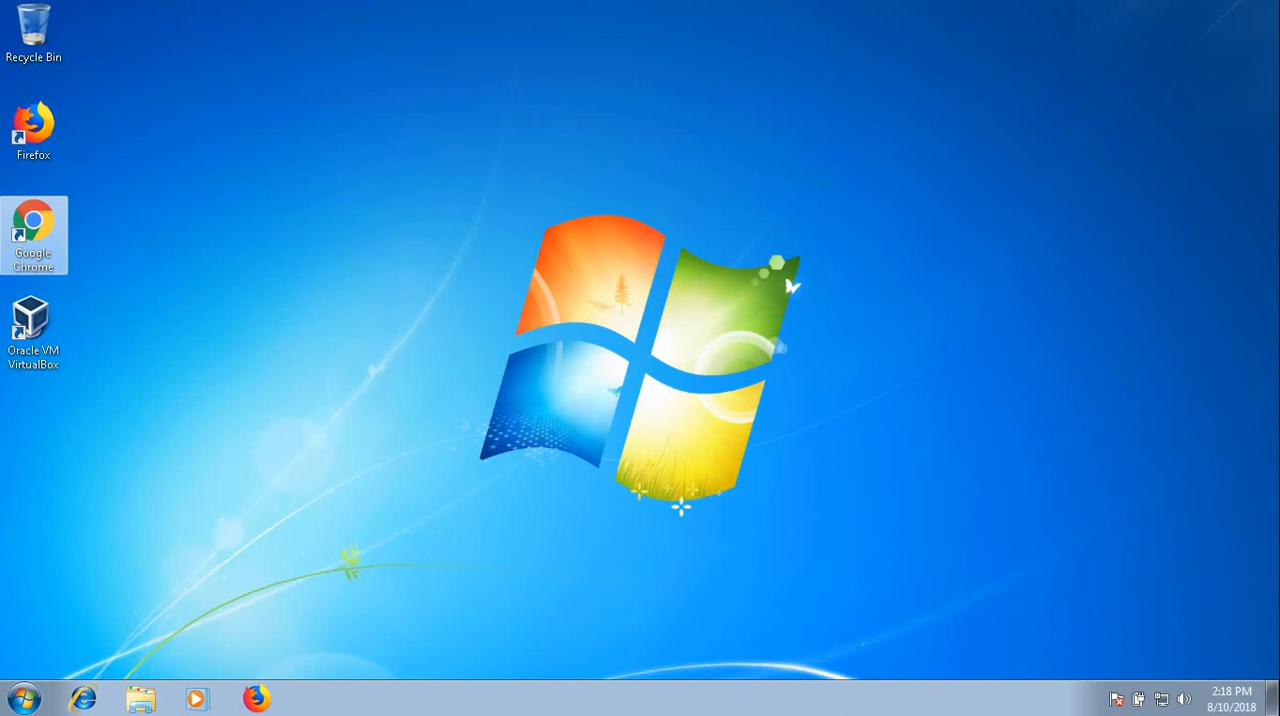 Recycle Bin
Firefox
Google
Chrome
Oracle VM
VirtualBox
2:18 PM
8/10/2018